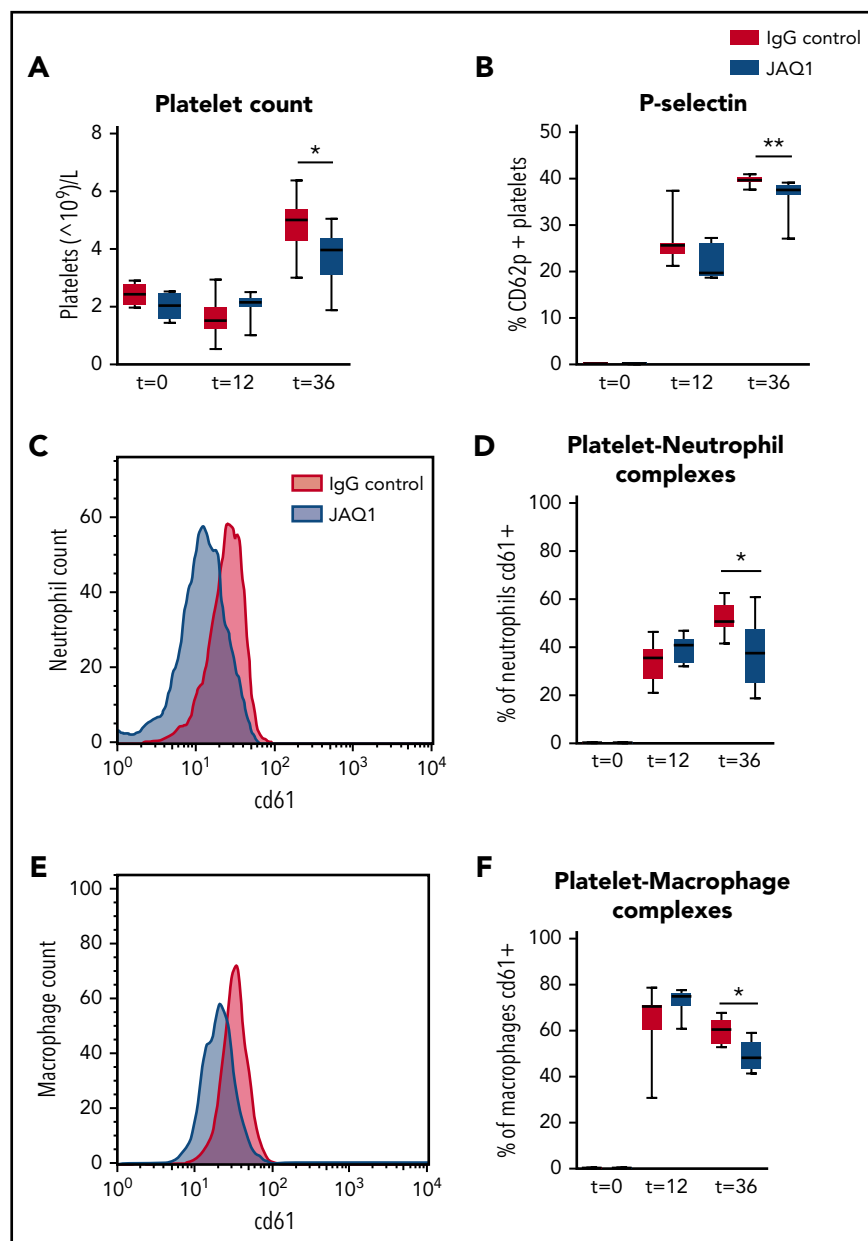 IgG control
JAQ1
A
Platelet count
Platelets (^10⁹)/L
8
6
4
2
0
*
t=0 t=12 t=36
B
P-selectin
% CD62p + platelets
50
40
30
20
10
0
**
t=0 t=12 t=36
C
Neutrophil count
60
40
20
0
IgG control
JAQ1
10⁰ 10¹ 10² 10³ 10⁴
cd61
D
Platelet-Neutrophil
complexes
% of neutrophils cd61+
100
80
60
40
20
0
*
t=0 t=12 t=36
E
Macrophage count
100
80
60
40
20
0
10⁰ 10¹ 10² 10³ 10⁴
cd61
F
Platelet-Macrophage
complexes
% of macrophages cd61+
100
80
60
40
20
0
*
t=0 t=12 t=36